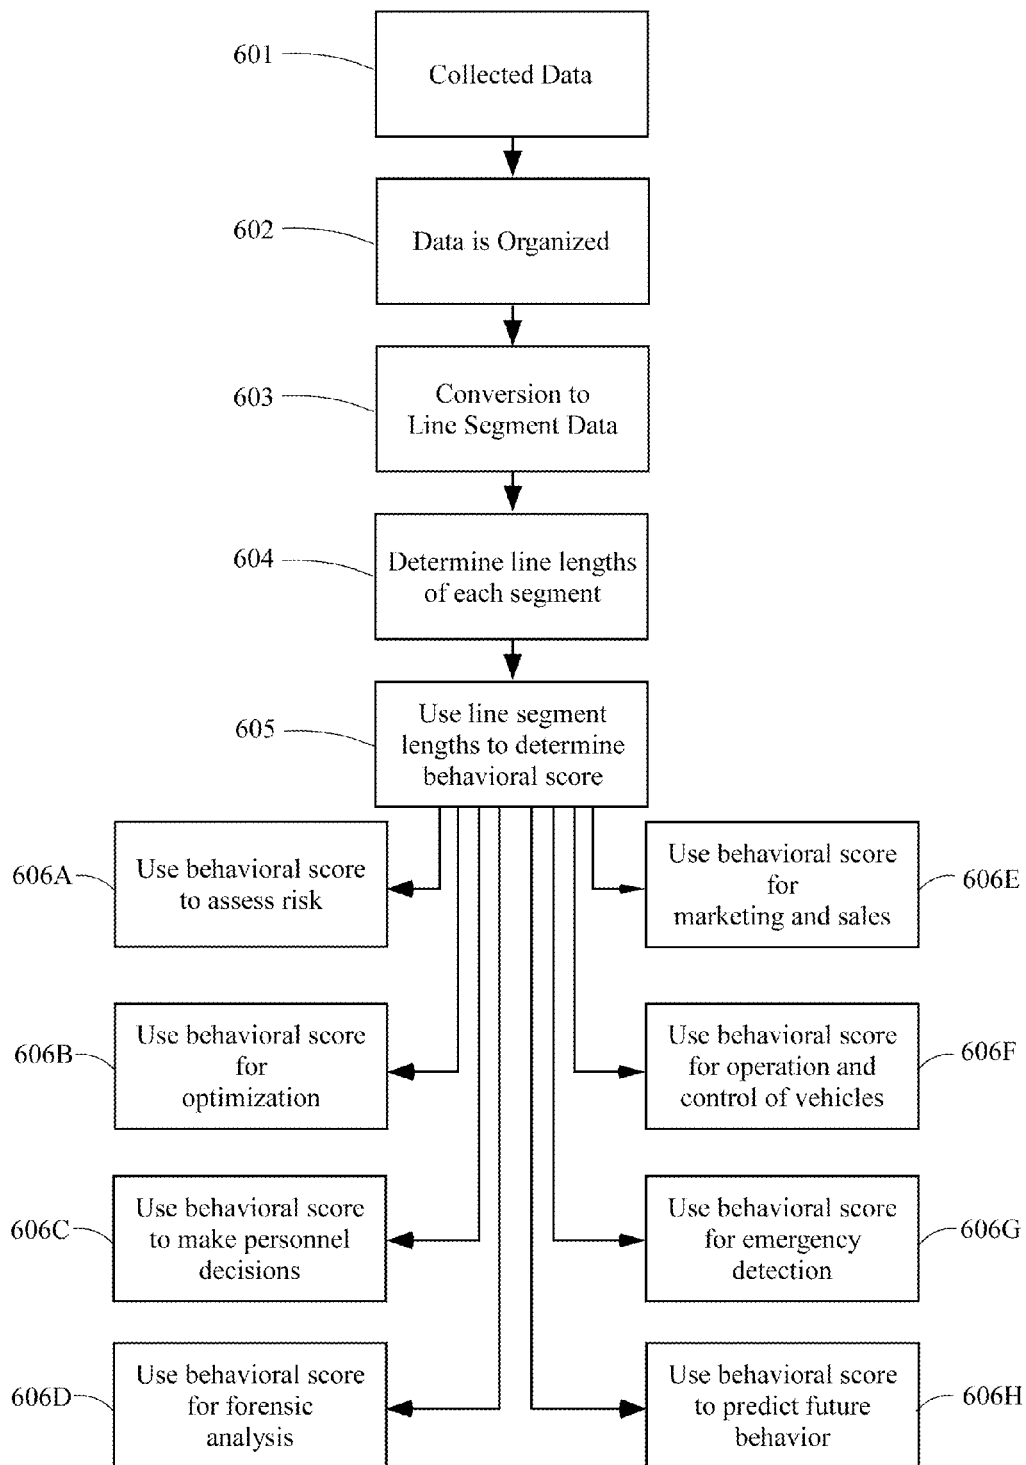 601
Collected Data
602
Data is Organized
603
Conversion to
Line Segment Data
604
Determine line lengths
of each segment
605
Use line segment
lengths to determine
behavioral score
606A
Use behavioral score
to assess risk
606E
Use behavioral score
for
marketing and sales
606B
Use behavioral score
for
optimization
606F
Use behavioral score
for operation and
control of vehicles
606C
Use behavioral score
to make personnel
decisions
606G
Use behavioral score
for emergency
detection
606D
Use behavioral score
for forensic
analysis
606H
Use behavioral score
to predict future
behavior